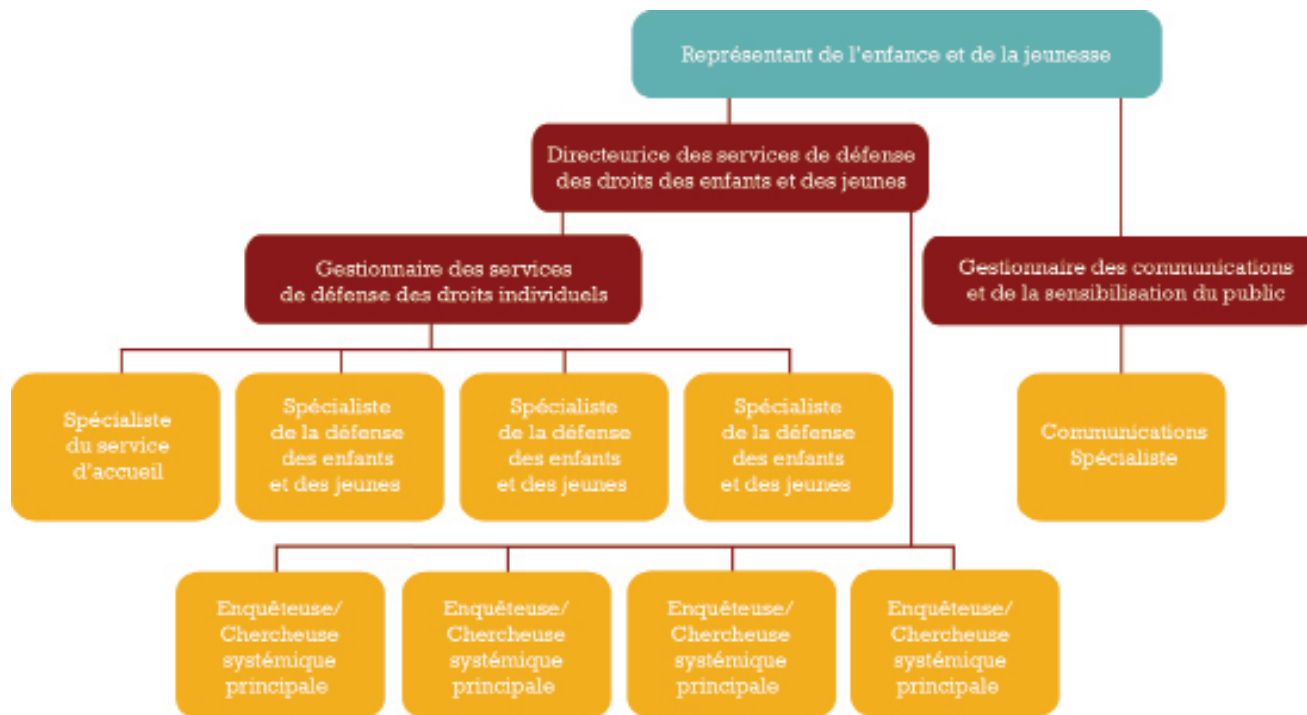 Représentant de l'enfance et de la jeunesse
Directeurice des services de défense
des droits des enfants et des jeunes
Gestionnaire des services
de défense des droits individuels
Gestionnaire des communications
et de la sensibilisation du public
Spécialiste
du service
d'accueil
Spécialiste
de la défense
des enfants
et des jeunes
Spécialiste
de la défense
des enfants
et des jeunes
Spécialiste
de la défense
des enfants
et des jeunes
Communications
Spécialiste
Enquêteuse/
Chercheuse
systémique
principale
Enquêteuse/
Chercheuse
systémique
principale
Enquêteuse/
Chercheuse
systémique
principale
Enquêteuse/
Chercheuse
systémique
principale